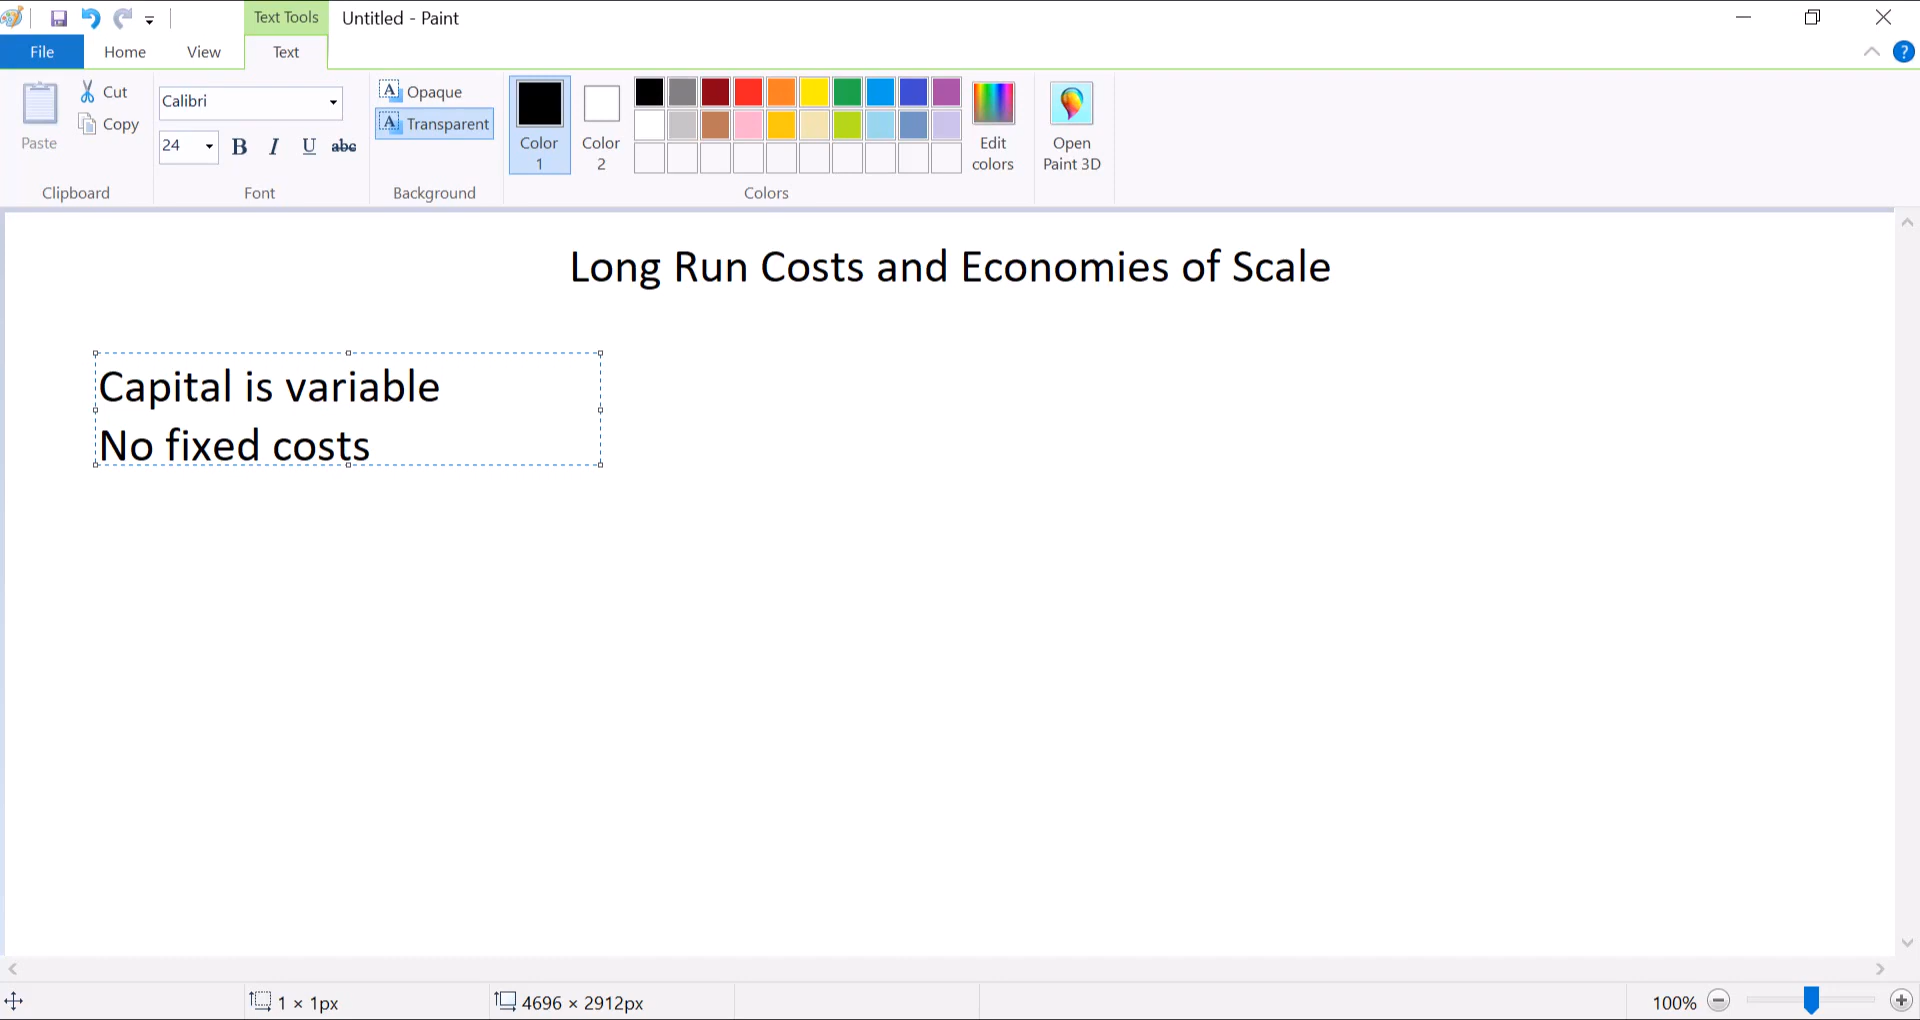 Text Tools
Untitled - Paint
File
Home
View
Text
?
Paste
Cut
Copy
Clipboard
Calibri
24
B I U abc
Font
A Opaque
A Transparent
Background
Color 1
Color 2
Colors
Edit colors
Open Paint 3D
Long Run Costs and Economies of Scale
Capital is variable
No fixed costs
1 × 1px
4696 × 2912px
100%